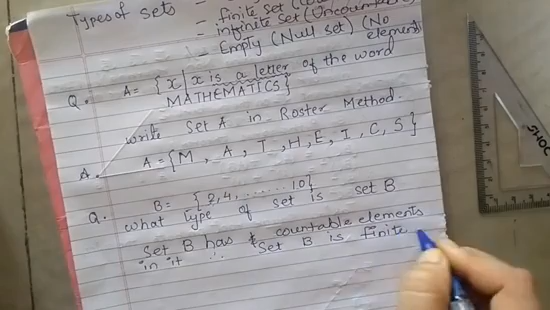 Types of sets - finite set
- infinite Set (Uncountable
- Empty (Null set) (No
elements
Q. A = {x | x is a letter of the word
MATHEMATICS}
write Set A in Roster Method.
A. A = {M, A, T, H, E, I, C, S}
Q. B = {2, 4, ........ 10}
what type of set is set B
Set B has countable elements
in it ∴ Set B is finite